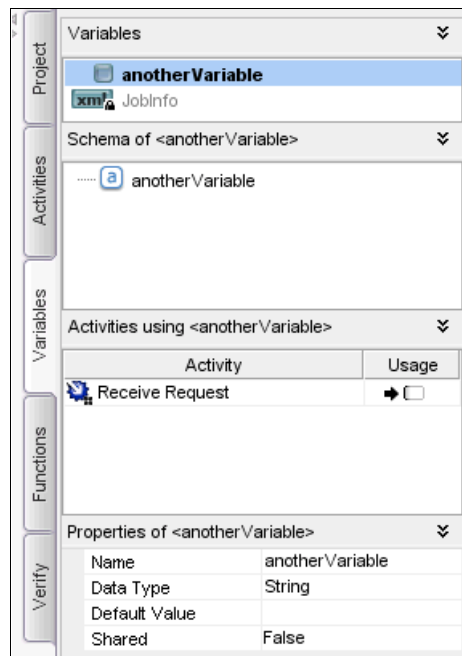 Project
Activities
Variables
Functions
Verify
Variables
anotherVariable
xml JobInfo
Schema of <anotherVariable>
a anotherVariable
Activities using <anotherVariable>
Activity Usage
Receive Request
Properties of <anotherVariable>
Name anotherVariable
Data Type String
Default Value
Shared False